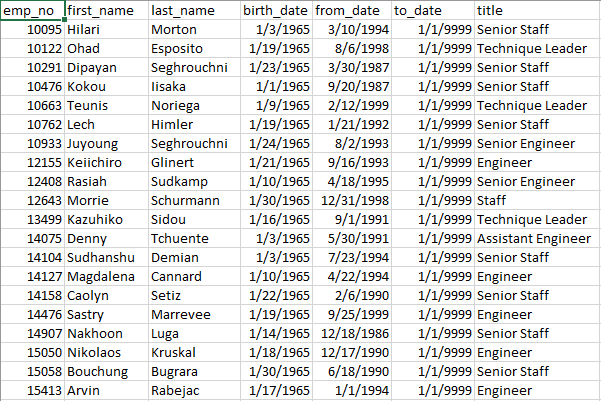 emp_no first_name last_name birth_date from_date to_date title
10095 Hilari Morton 1/3/1965 3/10/1994 1/1/9999 Senior Staff
10122 Ohad Esposito 1/19/1965 8/6/1998 1/1/9999 Technique Leader
10291 Dipayan Seghrouchni 1/23/1965 3/30/1987 1/1/9999 Senior Staff
10476 Kokou Iisaka 1/1/1965 9/20/1987 1/1/9999 Senior Staff
10663 Teunis Noriega 1/9/1965 2/12/1999 1/1/9999 Technique Leader
10762 Lech Himler 1/19/1965 1/21/1992 1/1/9999 Senior Staff
10933 Juyoung Seghrouchni 1/24/1965 8/2/1993 1/1/9999 Senior Engineer
12155 Keiichiro Glinert 1/21/1965 9/16/1993 1/1/9999 Engineer
12408 Rasiah Sudkamp 1/10/1965 4/18/1995 1/1/9999 Senior Engineer
12643 Morrie Schurmann 1/30/1965 12/31/1998 1/1/9999 Staff
13499 Kazuhiko Sidou 1/16/1965 9/1/1991 1/1/9999 Technique Leader
14075 Denny Tchuente 1/3/1965 5/30/1991 1/1/9999 Assistant Engineer
14104 Sudhanshu Demian 1/3/1965 7/23/1994 1/1/9999 Senior Staff
14127 Magdalena Cannard 1/10/1965 4/22/1994 1/1/9999 Engineer
14158 Caolyn Setiz 1/22/1965 2/6/1990 1/1/9999 Senior Staff
14476 Sastry Marrevee 1/19/1965 9/25/1999 1/1/9999 Engineer
14907 Nakhoon Luga 1/14/1965 12/18/1986 1/1/9999 Senior Staff
15050 Nikolaos Kruskal 1/18/1965 12/17/1990 1/1/9999 Engineer
15058 Bouchung Bugrara 1/30/1965 6/18/1990 1/1/9999 Senior Staff
15413 Arvin Rabejac 1/17/1965 1/1/1994 1/1/9999 Engineer